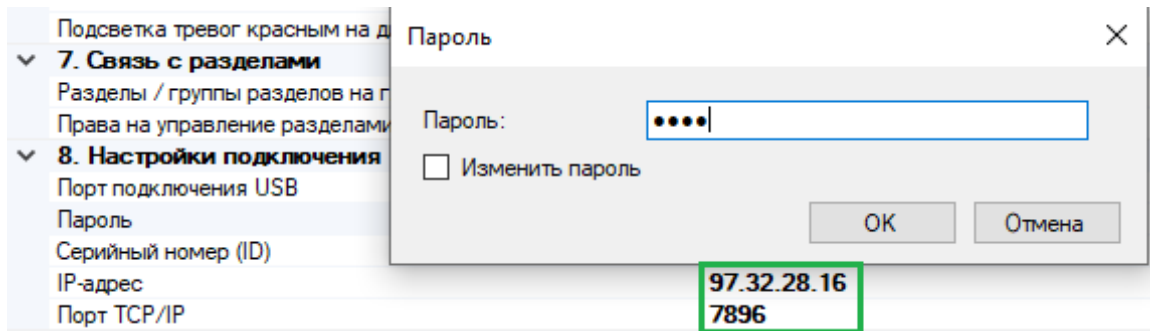 Подсветка тревог красным на
7. Связь с разделами
Разделы / группы разделов на
Права на управление разделами
8. Настройки подключения
Порт подключения USB
Пароль
Серийный номер (ID)
IP-адрес 97.32.28.16
Порт TCP/IP 7896
Пароль
Пароль: ••••
Изменить пароль
OK Отмена